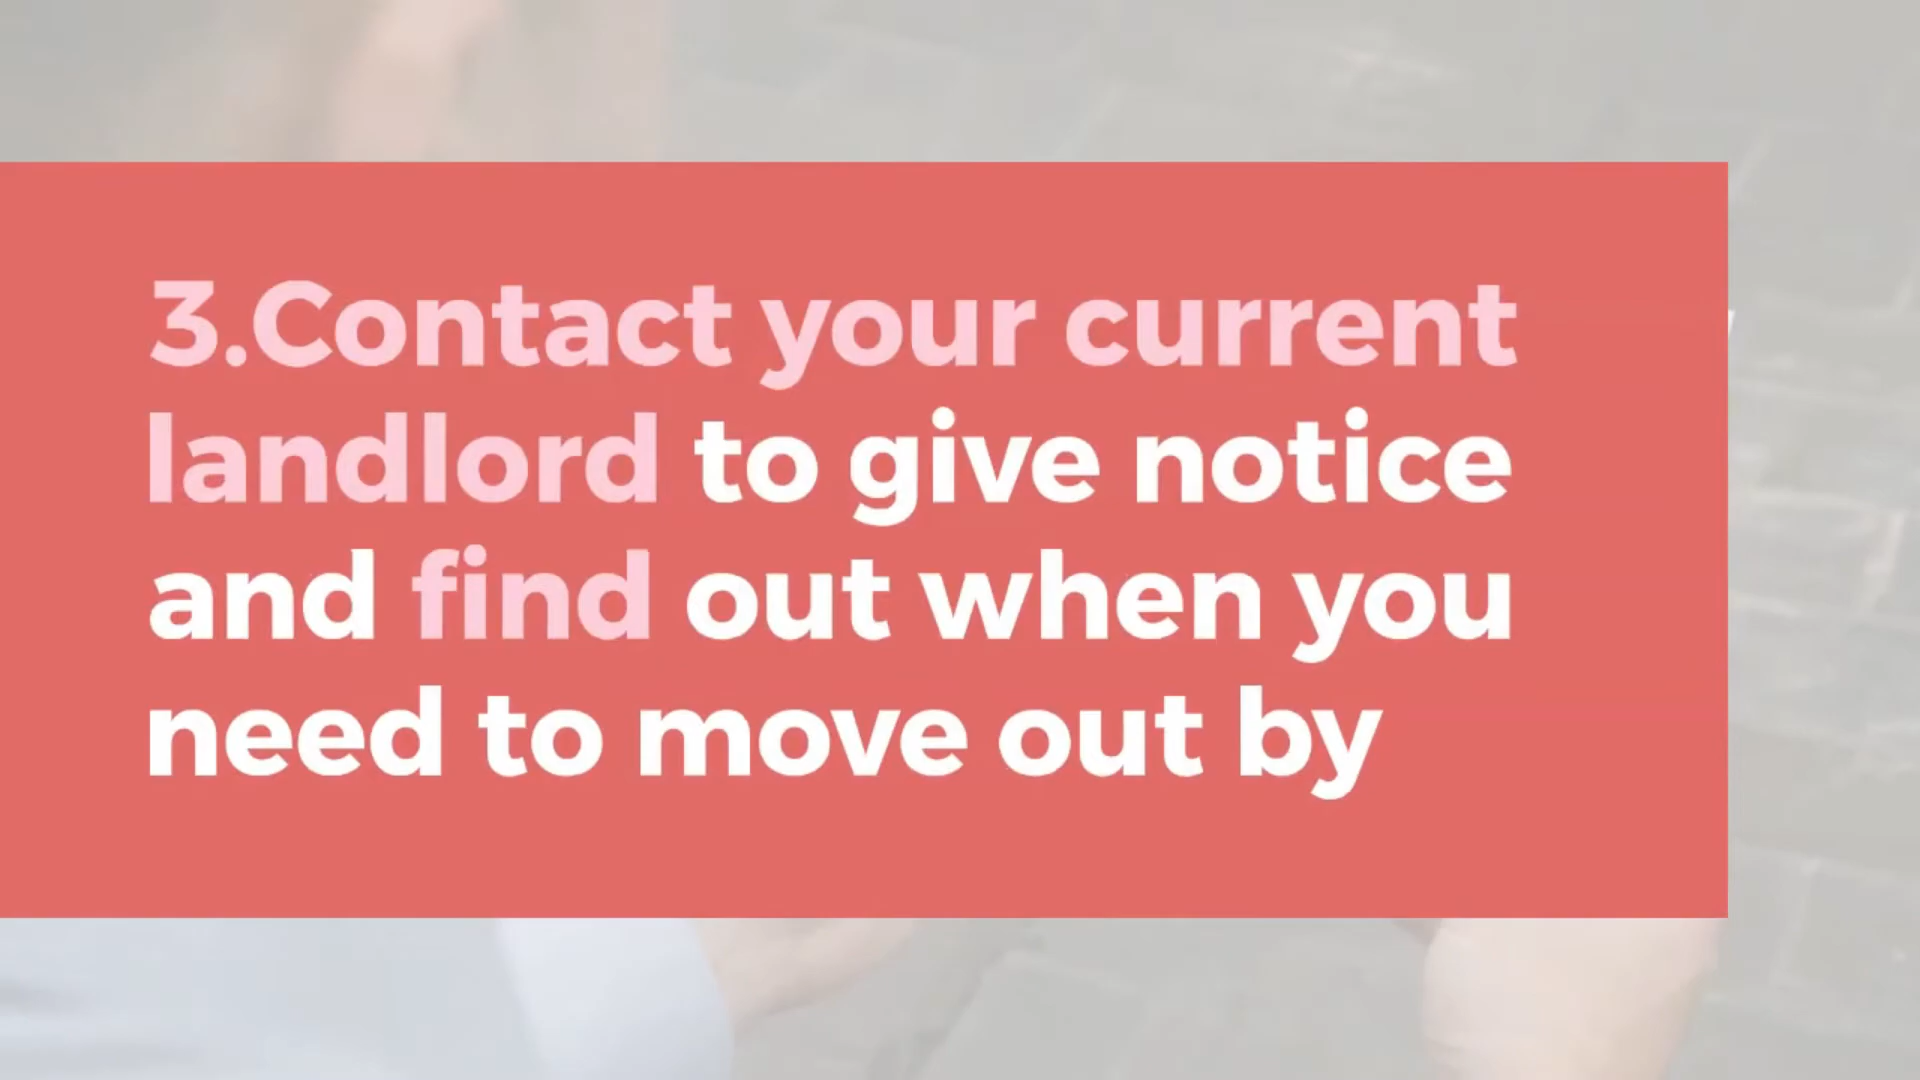 3.Contact your current
landlord to give notice
and find out when you
need to move out by